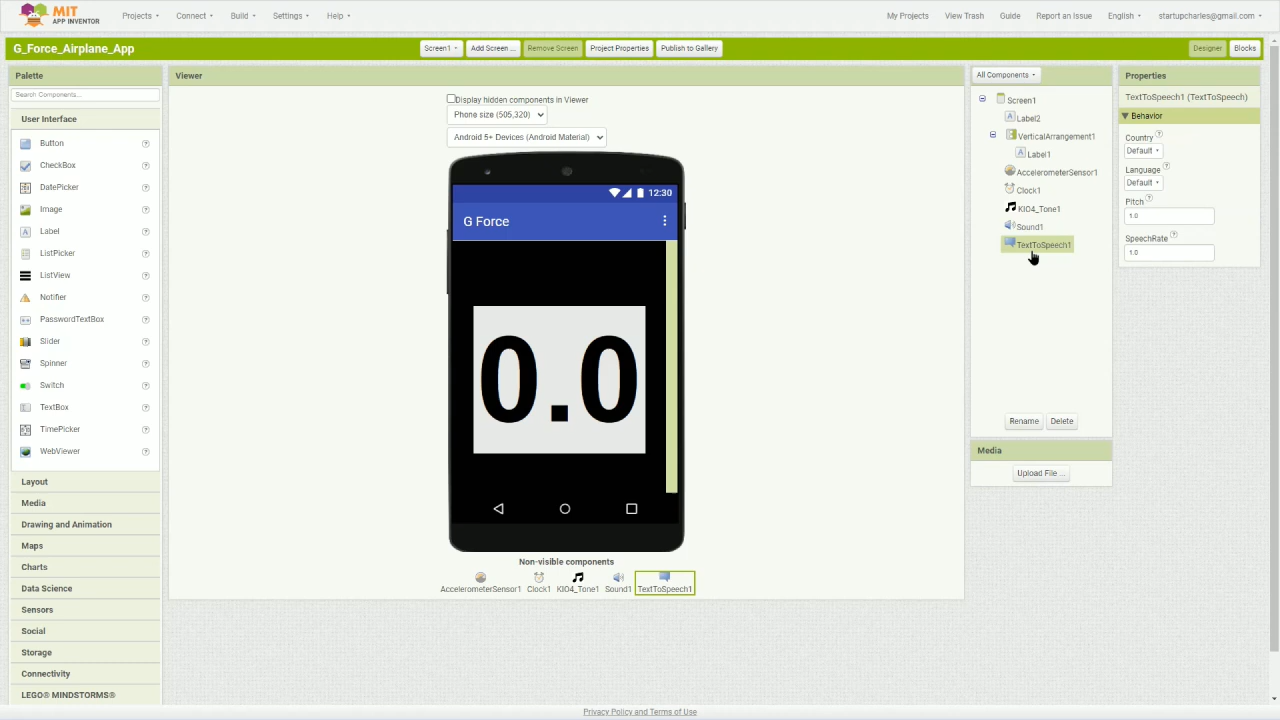 MIT
APP INVENTOR
Projects
Connect
Build
Settings
Help
My Projects
View Trash
Guide
Report an Issue
English
startupcharles@gmail.com
G_Force_Airplane_App
Screen1
Add Screen ...
Remove Screen
Project Properties
Publish to Gallery
Designer
Blocks
Palette
Search Components...
User Interface
Button
CheckBox
DatePicker
Image
Label
ListPicker
ListView
Notifier
PasswordTextBox
Slider
Spinner
Switch
TextBox
TimePicker
WebViewer
Layout
Media
Drawing and Animation
Maps
Charts
Data Science
Sensors
Social
Storage
Connectivity
LEGO® MINDSTORMS®
Viewer
Display hidden components in Viewer
Phone size (505,320)
Android 5+ Devices (Android Material)
12:30
G Force
0.0
Non-visible components
AccelerometerSensor1
Clock1
KIO4_Tone1
Sound1
TextToSpeech1
All Components
Screen1
Label2
VerticalArrangement1
Label1
AccelerometerSensor1
Clock1
KIO4_Tone1
Sound1
TextToSpeech1
Rename
Delete
Media
Upload File ...
Properties
TextToSpeech1 (TextToSpeech)
Behavior
Country
Default
Language
Default
Pitch
1.0
SpeechRate
1.0
Privacy Policy and Terms of Use